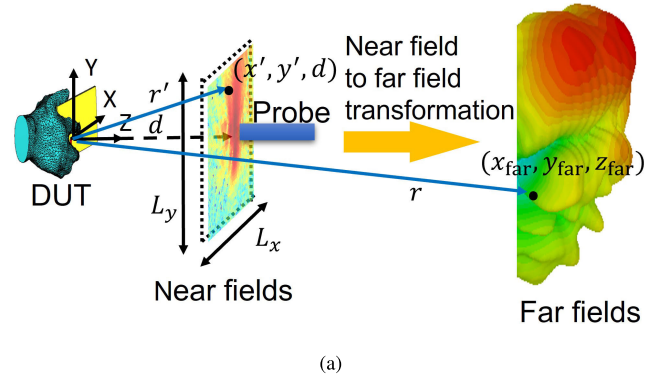 Y
X
Z
DUT
r′
d
(x′, y′, d)
Probe
L_y
L_x
Near fields
Near field
to far field
transformation
(x_far, y_far, z_far)
r
Far fields
(a)